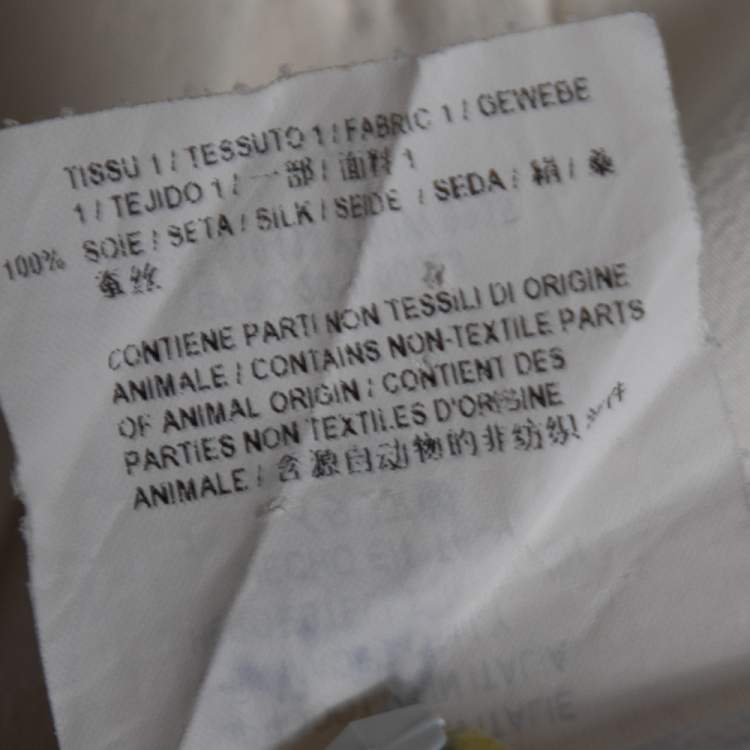 TISSU 1 / TESSUTO 1 / FABRIC 1 / GEWEBE
1 / TEJIDO 1 / 一部 / 面料 1
100% SOIE / SETA / SILK / SEIDE / SEDA / 絹 / 桑
蚕丝
CONTIENE PARTI NON TESSILI DI ORIGINE
ANIMALE / CONTAINS NON-TEXTILE PARTS
OF ANIMAL ORIGIN / CONTIENT DES
PARTIES NON TEXTILES D'ORIGINE
ANIMALE / 含源自动物的非纺织